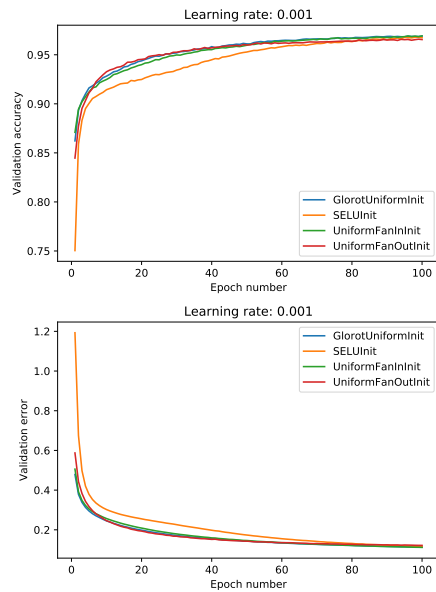 Learning rate: 0.001
Validation accuracy
0.95
0.90
0.85
0.80
0.75
GlorotUniformInit
SELUInit
UniformFanInInit
UniformFanOutInit
0 20 40 60 80 100
Epoch number
Learning rate: 0.001
Validation error
1.2
1.0
0.8
0.6
0.4
0.2
GlorotUniformInit
SELUInit
UniformFanInInit
UniformFanOutInit
0 20 40 60 80 100
Epoch number